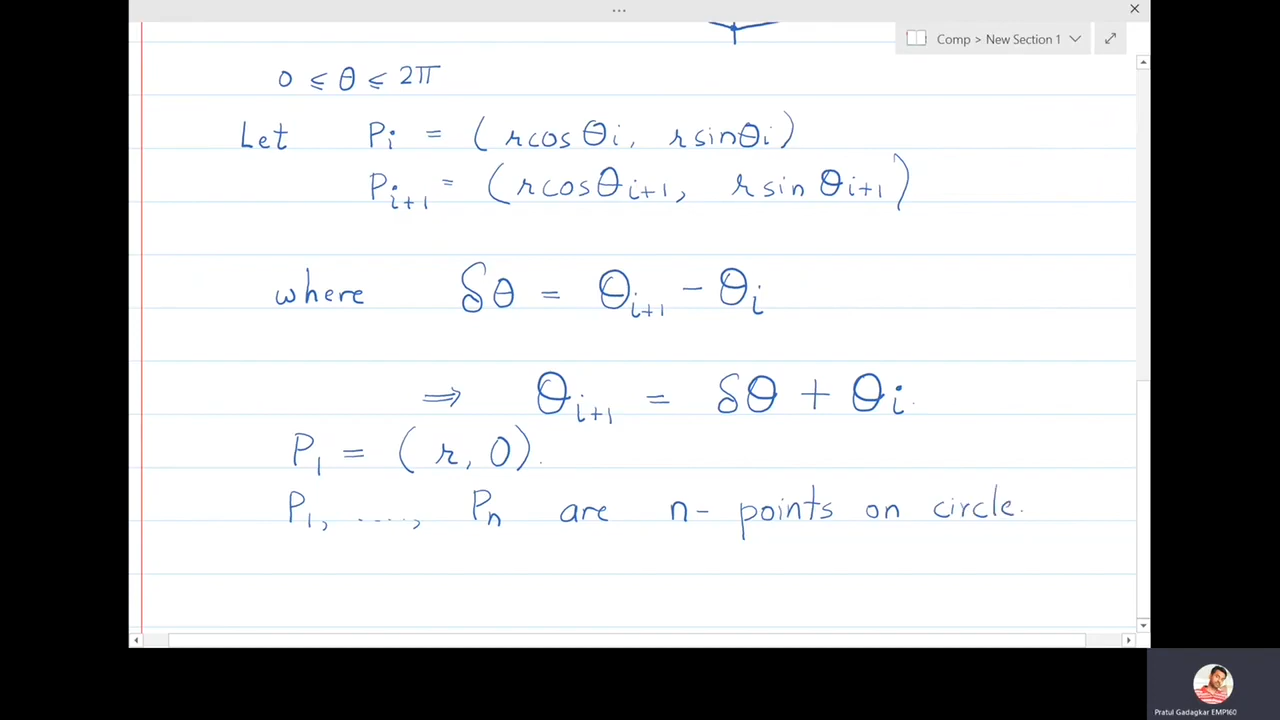 ...
Comp > New Section 1
0 ⩽ θ ⩽ 2π
Let Pi = (r cos θi, r sin θi)
Pi+1 = (r cos θi+1, r sin θi+1)
where δθ = θi+1 - θi
⇒ θi+1 = δθ + θi.
P1 = (r, 0).
P1, ...., Pn are n- points on circle.
Pratul Gadagkar EMP160